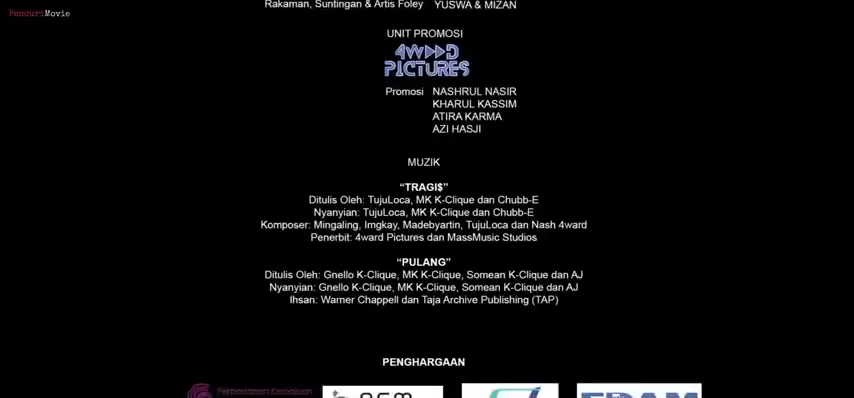 Rakaman, Suntingan & Artis Foley YUSWA & MIZAN
PencuriMovie
UNIT PROMOSI
4WARD
PICTURES
Promosi NASHRUL NASIR
KHARUL KASSIM
ATIRA KARMA
AZI HASJI
MUZIK
“TRAGI$”
Ditulis Oleh: TujuLoca, MK K-Clique dan Chubb-E
Nyanyian: TujuLoca, MK K-Clique dan Chubb-E
Komposer: Mingaling, Imgkay, Madebyartin, TujuLoca dan Nash 4ward
Penerbit: 4ward Pictures dan MassMusic Studios
“PULANG”
Ditulis Oleh: Gnello K-Clique, MK K-Clique, Somean K-Clique dan AJ
Nyanyian: Gnello K-Clique, MK K-Clique, Somean K-Clique dan AJ
Ihsan: Warner Chappell dan Taja Archive Publishing (TAP)
PENGHARGAAN